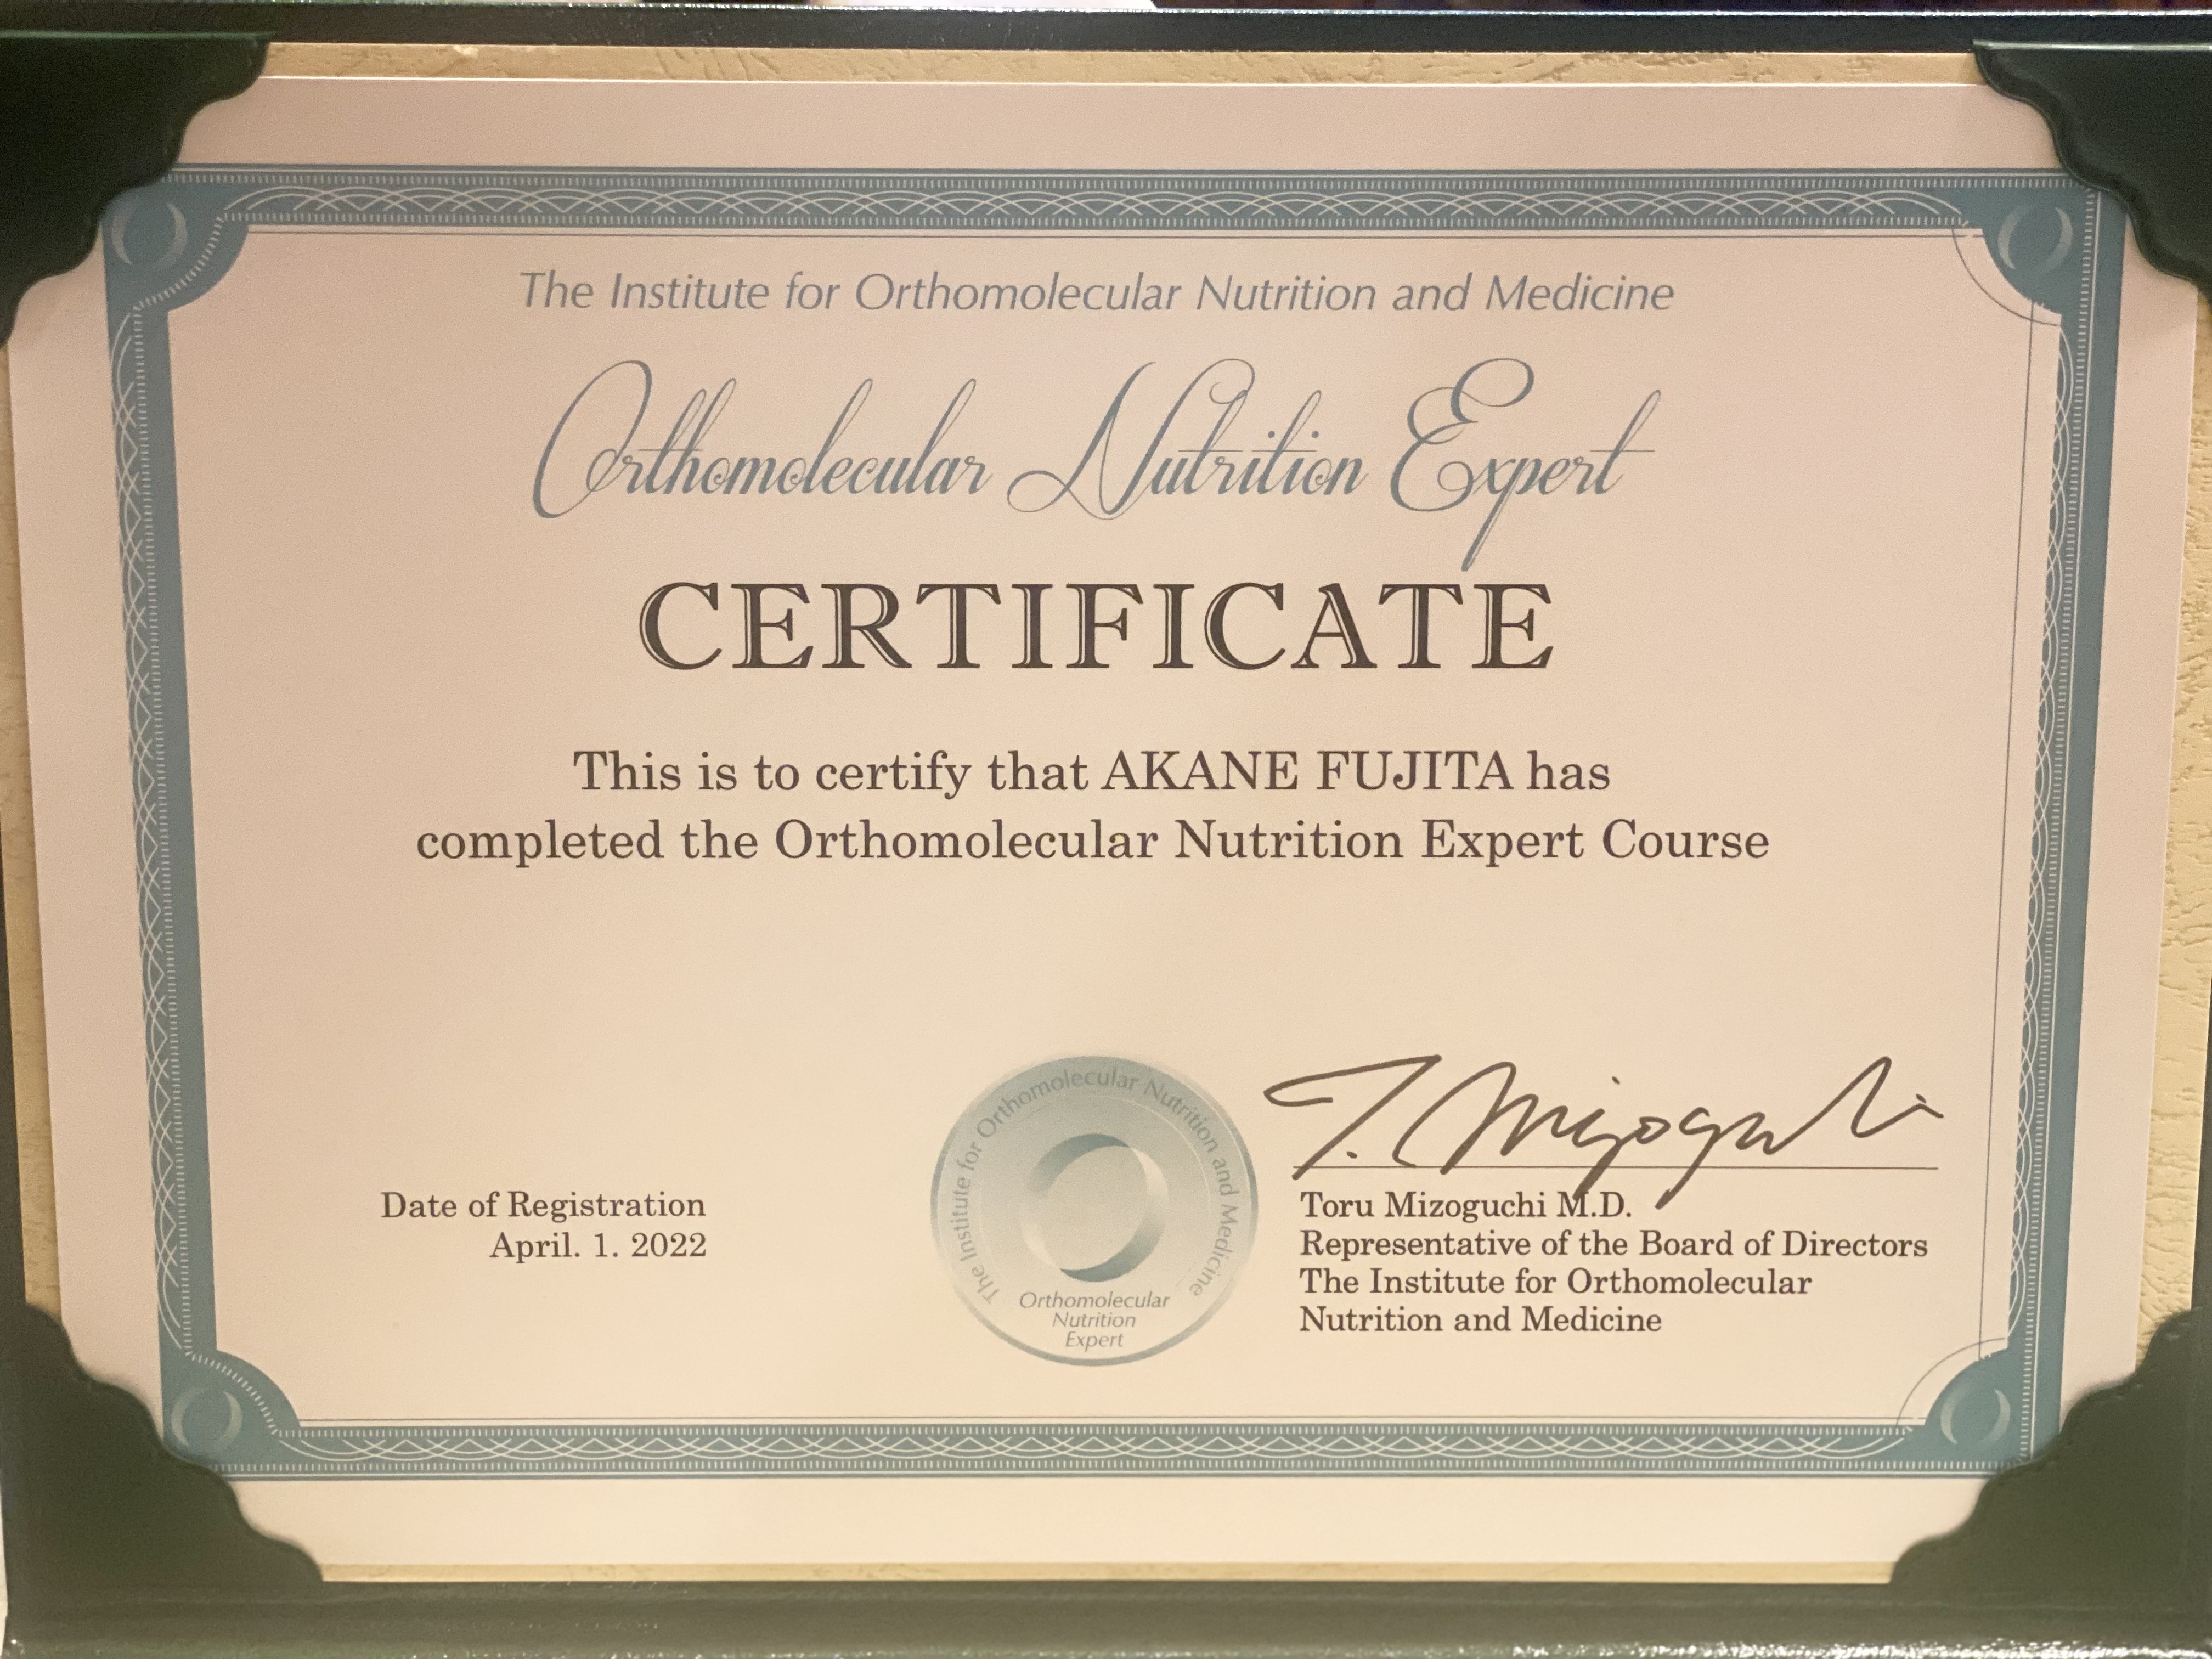 The Institute for Orthomolecular Nutrition and Medicine
Orthomolecular Nutrition Expert
CERTIFICATE
This is to certify that AKANE FUJITA has
completed the Orthomolecular Nutrition Expert Course
Date of Registration
April. 1. 2022
The Institute for Orthomolecular Nutrition and Medicine
Orthomolecular
Nutrition
Expert
T. Mizoguchi
Toru Mizoguchi M.D.
Representative of the Board of Directors
The Institute for Orthomolecular
Nutrition and Medicine